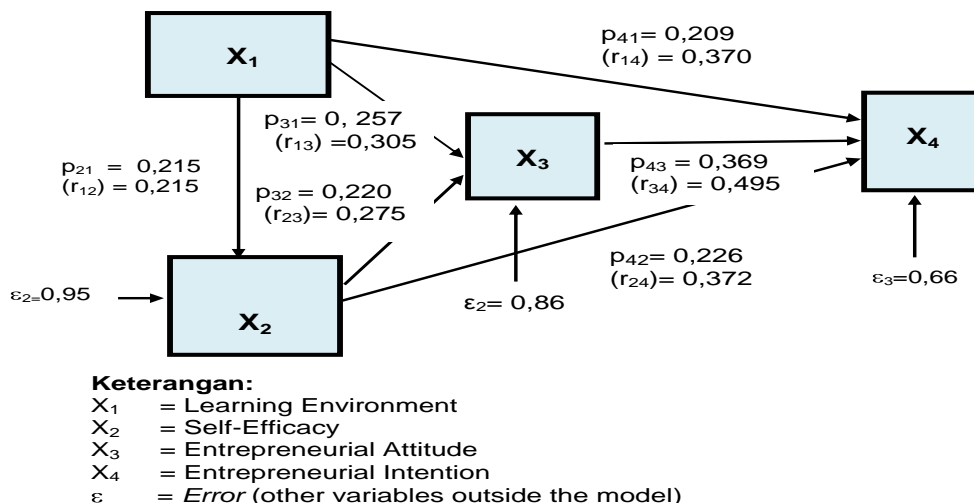 X₁
p₄₁= 0,209
(r₁₄) = 0,370
p₃₁= 0, 257
(r₁₃) =0,305
X₃
X₄
p₂₁ = 0,215
(r₁₂) = 0,215
p₃₂= 0,220
(r₂₃)= 0,275
p₄₃= 0,369
(r₃₄) = 0,495
p₄₂= 0,226
(r₂₄)= 0,372
ε₂₌0,95
X₂
ε₂= 0,86
ε₃=0,66
Keterangan:
X₁ = Learning Environment
X₂ = Self-Efficacy
X₃ = Entrepreneurial Attitude
X₄ = Entrepreneurial Intention
ε = Error (other variables outside the model)